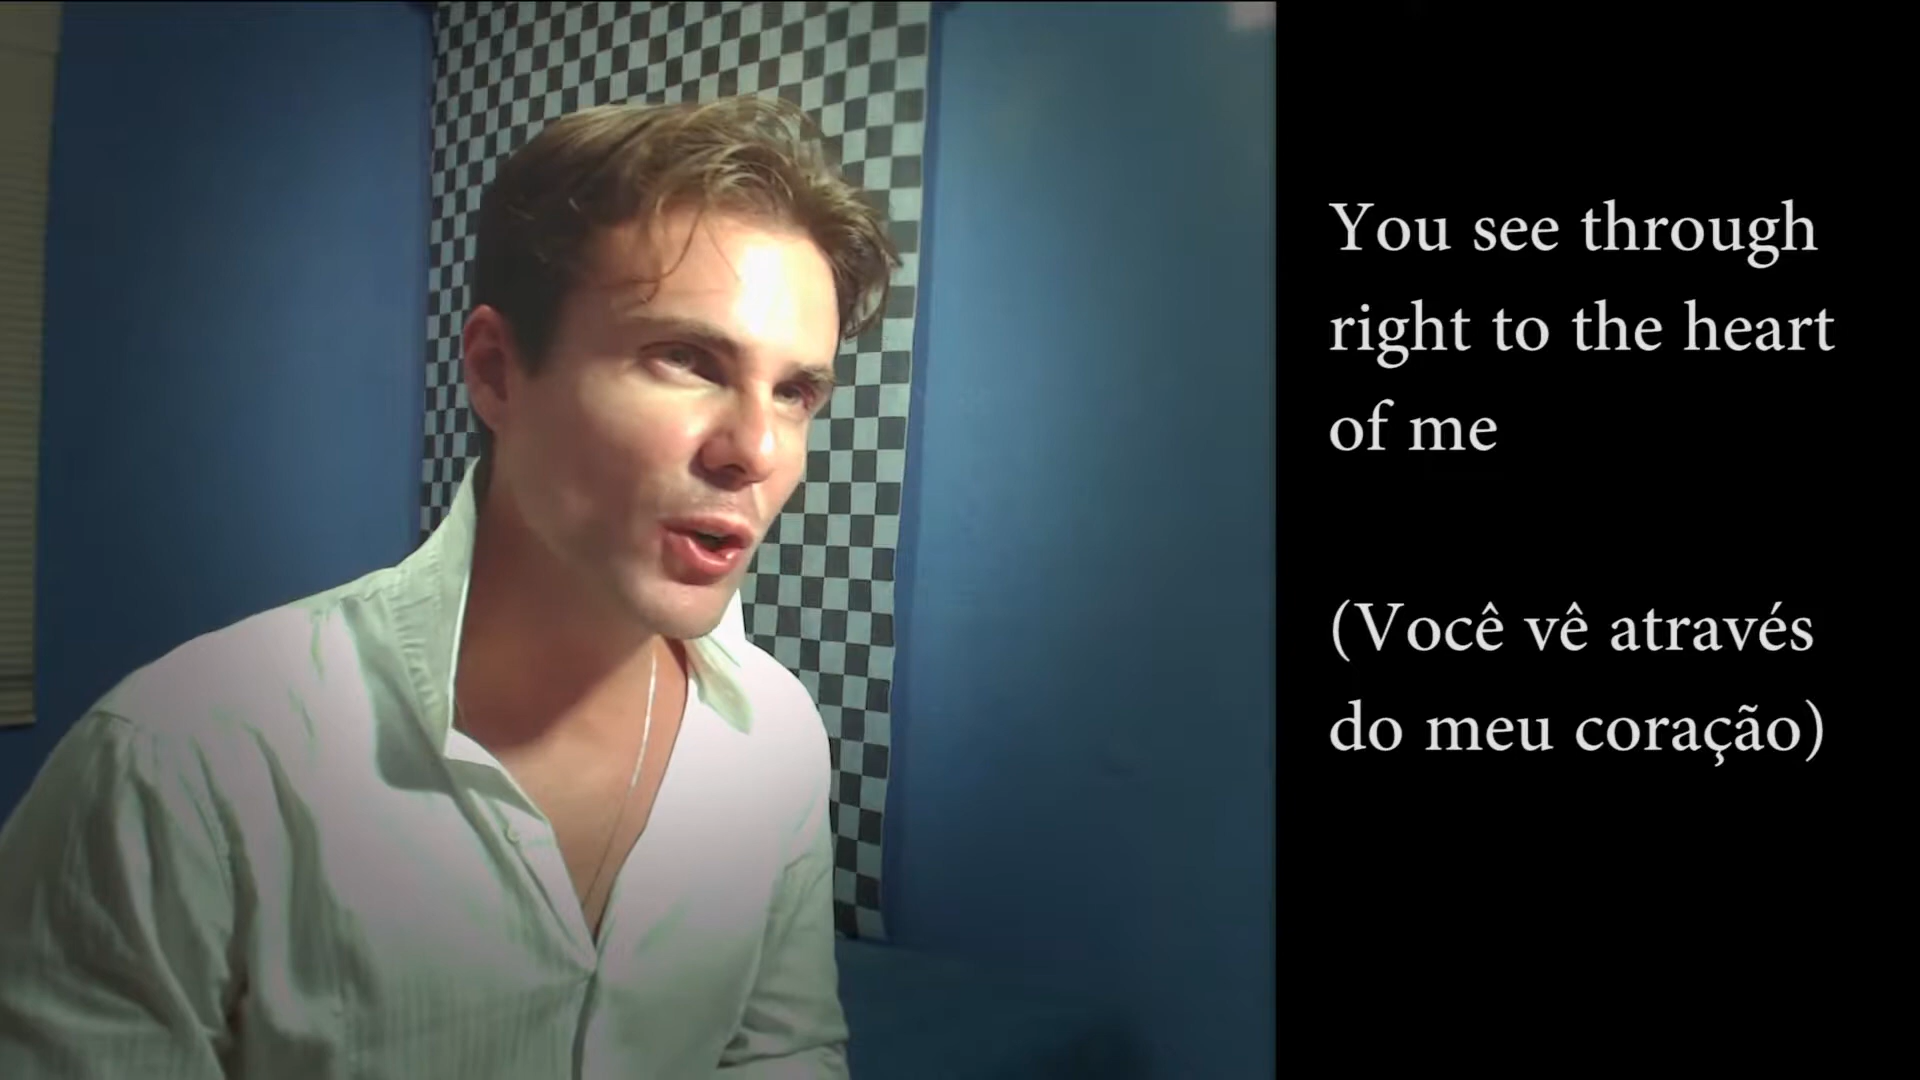 You see through
right to the heart
of me
(Você vê através
do meu coração)